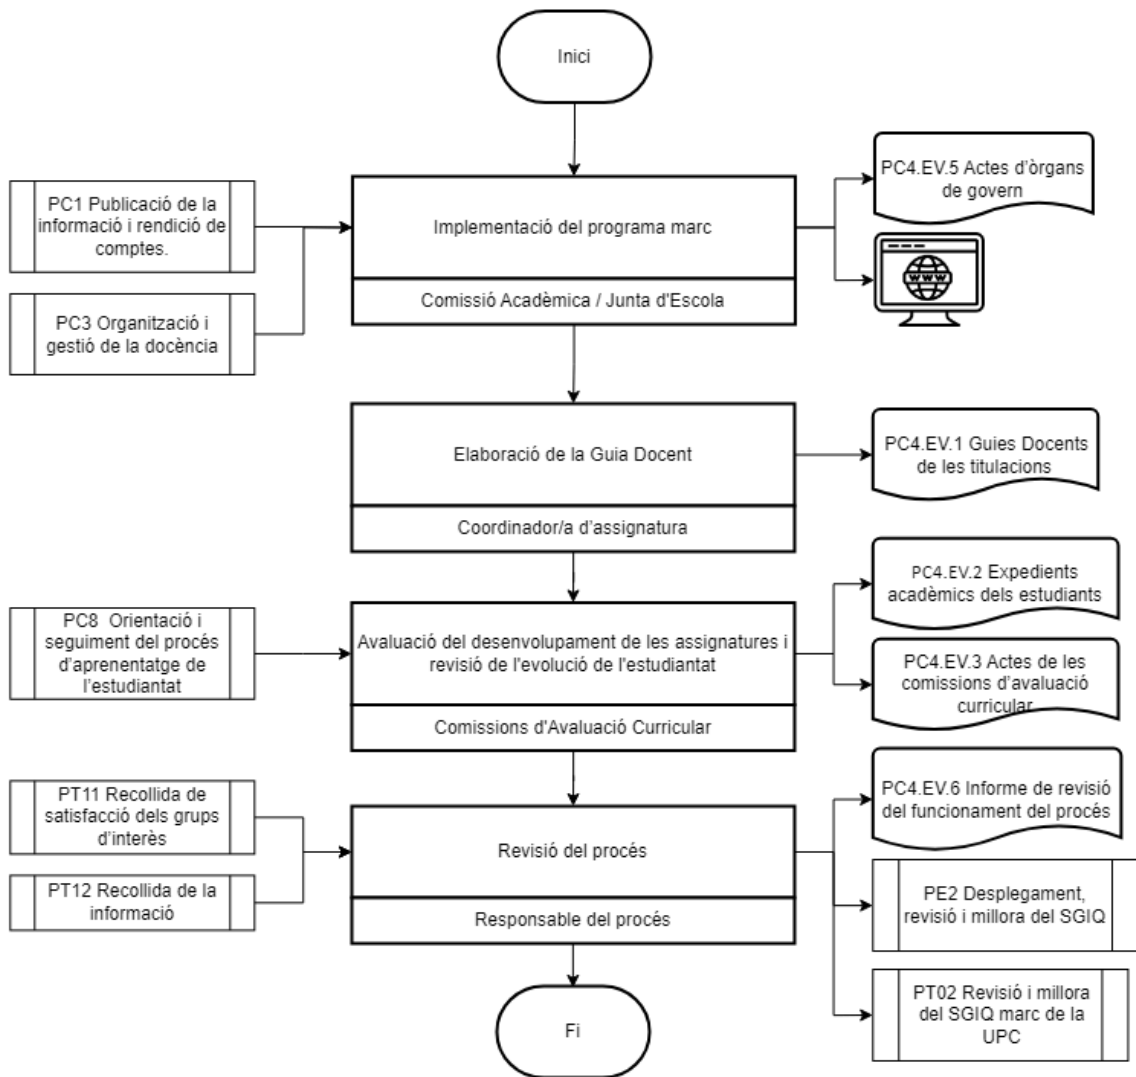 Inici
PC1 Publicació de la
informació i rendició de
comptes.
PC3 Organització i
gestió de la docència
Implementació del programa marc
Comissió Acadèmica / Junta d'Escola
PC4.EV.5 Actes d'òrgans
de govern
WWW
Elaboració de la Guia Docent
Coordinador/a d'assignatura
PC4.EV.1 Guies Docents
de les titulacions
PC8 Orientació i
seguiment del procés
d'aprenentatge de
l'estudiantat
Avaluació del desenvolupament de les assignatures i
revisió de l'evolució de l'estudiantat
Comissions d'Avaluació Curricular
PC4.EV.2 Expedients
acadèmics dels estudiants
PC4.EV.3 Actes de les
comissions d'avaluació
curricular
PT11 Recollida de
satisfacció dels grups
d'interès
PT12 Recollida de la
informació
Revisió del procés
Responsable del procés
PC4.EV.6 Informe de revisió
del funcionament del procés
PE2 Desplegament,
revisió i millora del SGIQ
PT02 Revisió i millora
del SGIQ marc de la
UPC
Fi